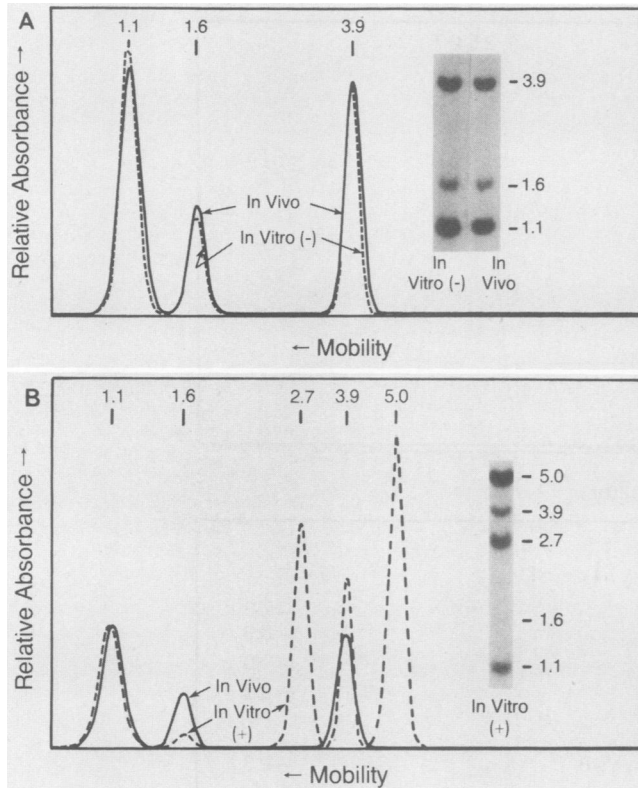 A
1.1 1.6 3.9
Relative Absorbance →
In Vivo
In Vitro (-)
← Mobility
- 3.9
- 1.6
- 1.1
In Vitro (-)
In Vivo
B
1.1 1.6 2.7 3.9 5.0
Relative Absorbance →
In Vivo
In Vitro
(+)
← Mobility
- 5.0
- 3.9
- 2.7
- 1.6
- 1.1
In Vitro
(+)